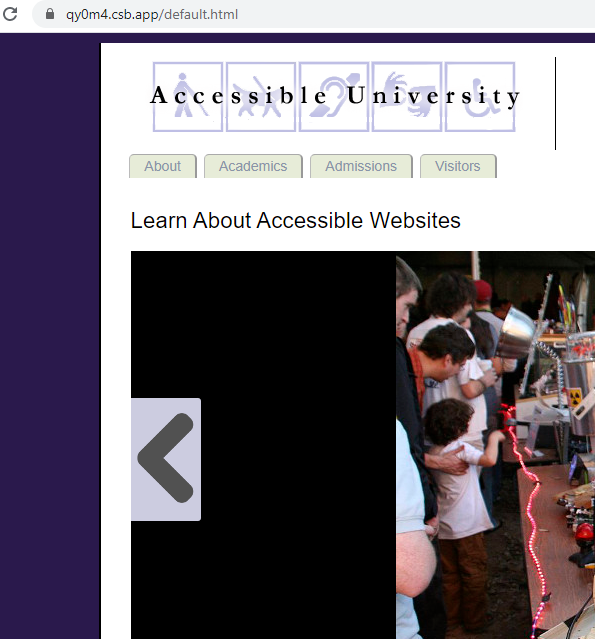 qy0m4.csb.app/default.html
Accessible University
About Academics Admissions Visitors
Learn About Accessible Websites